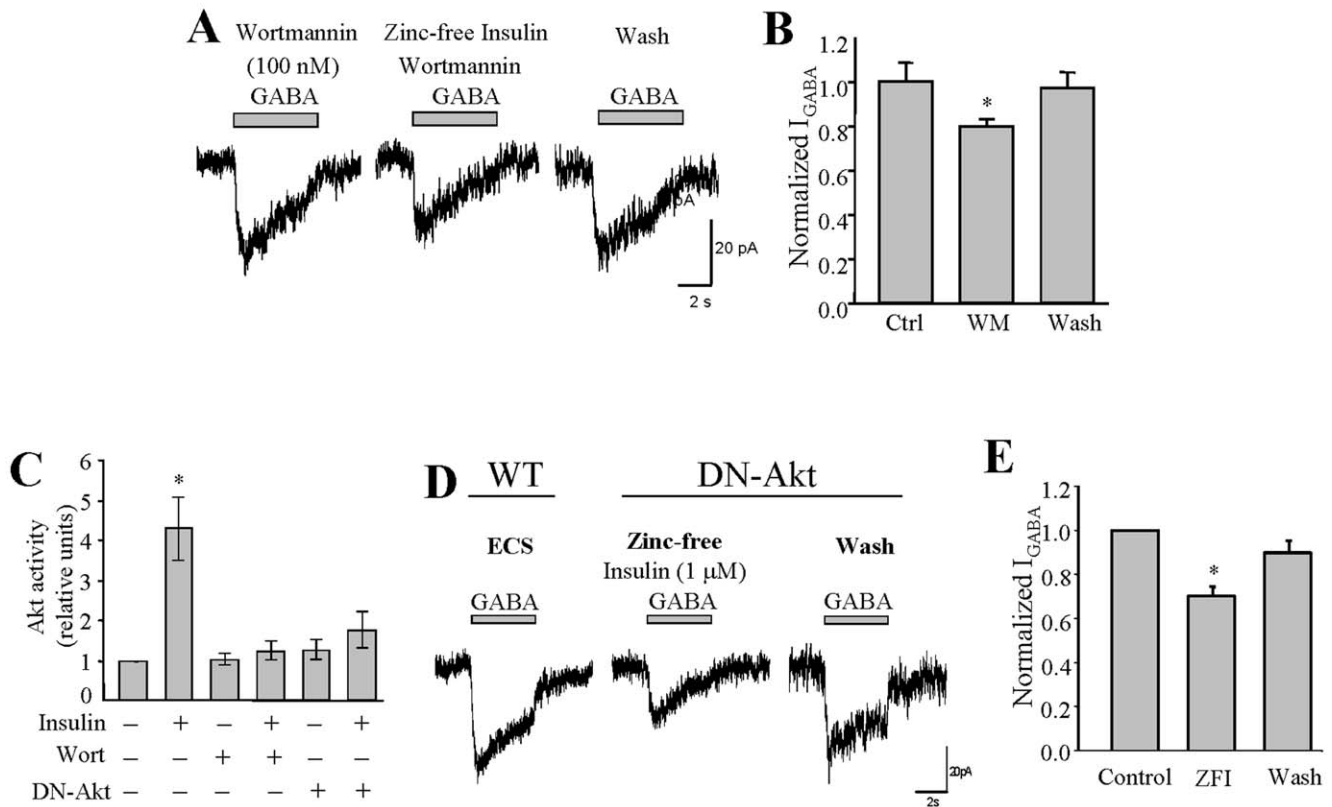 A
Wortmannin
(100 nM)
GABA
Zinc-free Insulin
Wortmannin
GABA
Wash
GABA
pA
20 pA
2 s
B
Normalized I_GABA
1.2
1.0
0.8
0.6
0.4
0.2
0.0
*
Ctrl WM Wash
C
Akt activity
(relative units)
6
5
4
3
2
1
0
*
Insulin – + – + – +
Wort – – + + – –
DN-Akt – – – – + +
D
WT
DN-Akt
ECS
GABA
Zinc-free
Insulin (1 µM)
GABA
Wash
GABA
20pA
2s
E
Normalized I_GABA
1.2
1.0
0.8
0.6
0.4
0.2
0.0
*
Control ZFI Wash